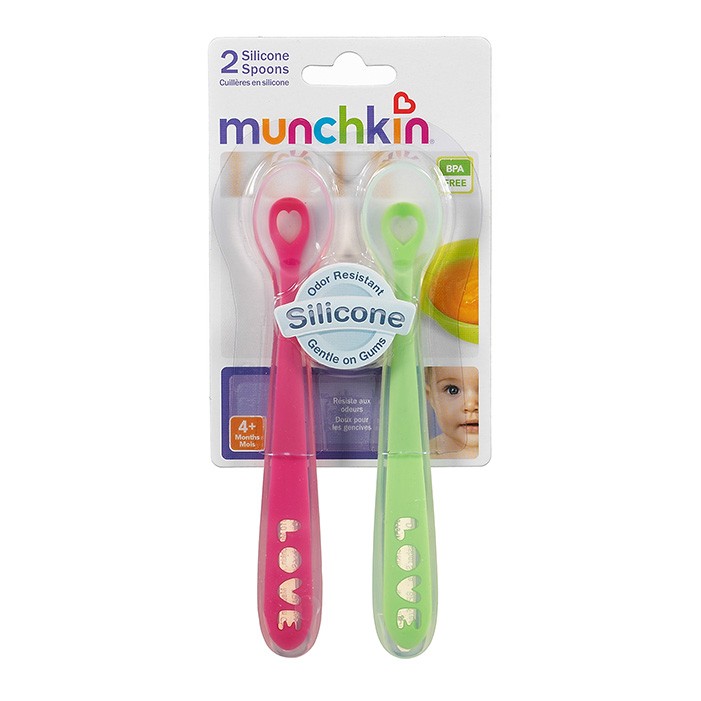 2 Silicone
Spoons
Cuillères en silicone
munchkin®
BPA
FREE
Odor Resistant
Silicone
Gentle on Gums
Résiste aux
odeurs
Doux pour
les gencives
4+
Months
Mois
LOVE
LOVE